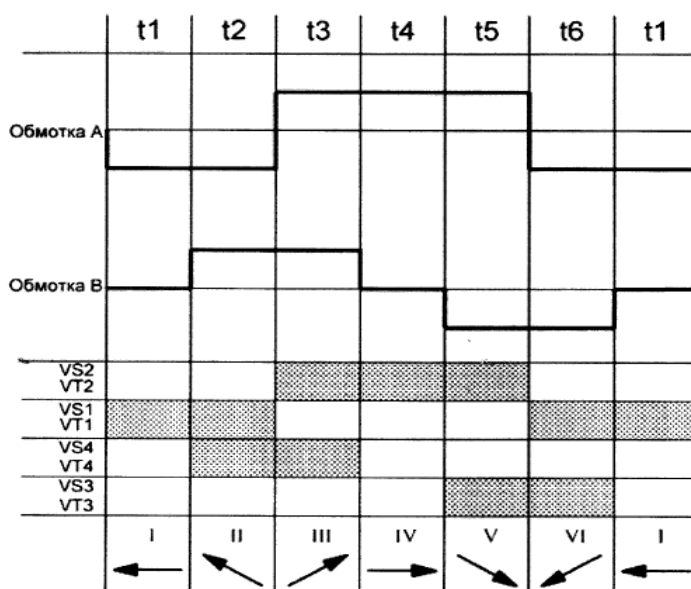 t1 t2 t3 t4 t5 t6 t1
Обмотка А
Обмотка В
VS2
VT2
VS1
VT1
VS4
VT4
VS3
VT3
I II III IV V VI I